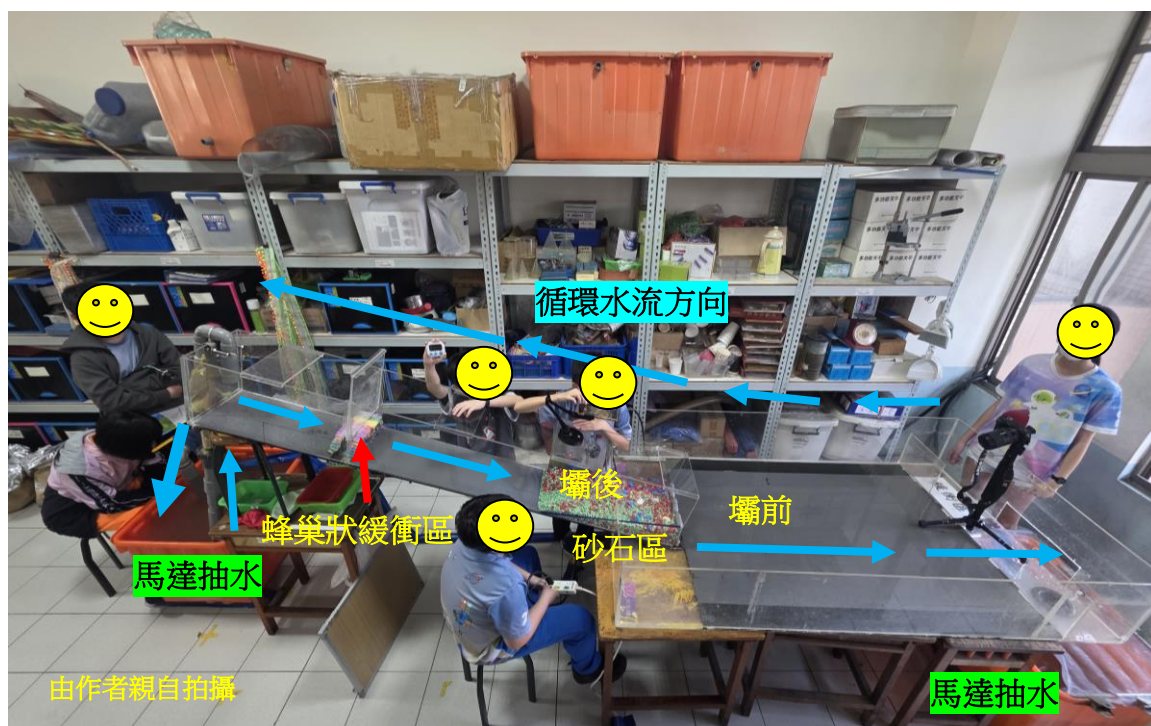 循環水流方向
壩後
壩前
蜂巢狀緩衝區
砂石區
馬達抽水
由作者親自拍攝
馬達抽水